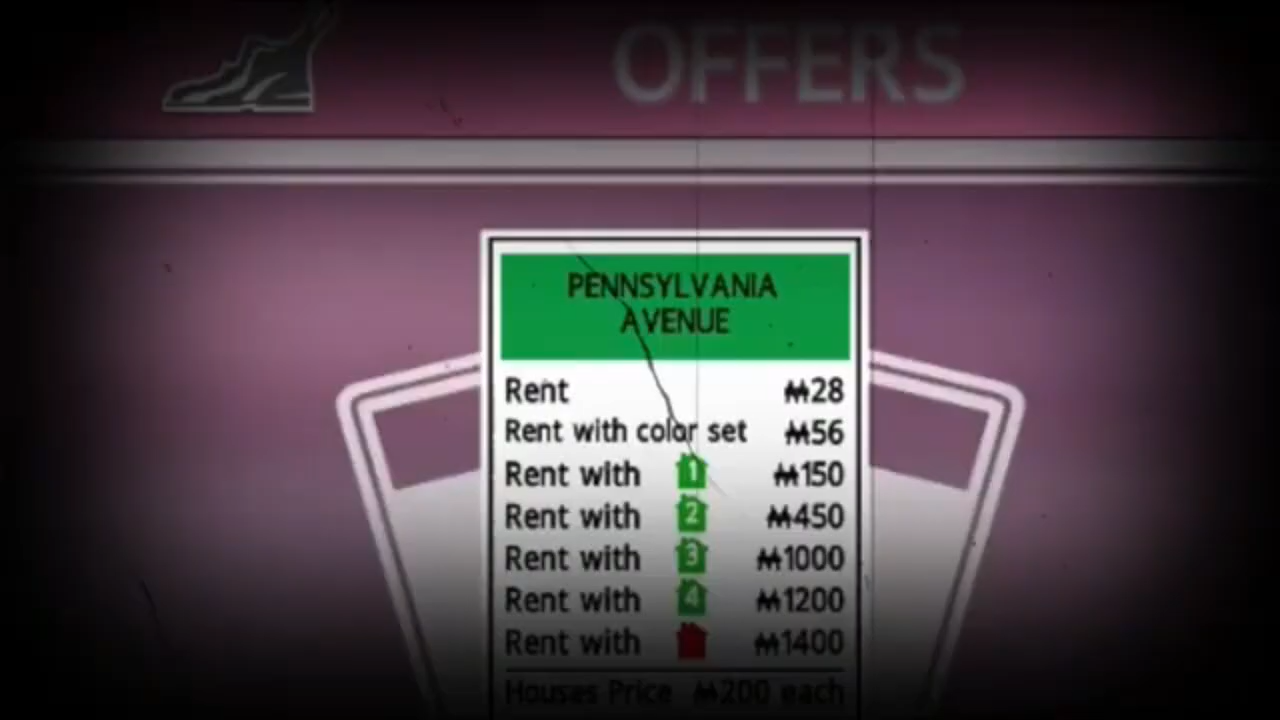 OFFERS
PENNSYLVANIA
AVENUE
Rent ₩28
Rent with color set ₩56
Rent with 1 ₩150
Rent with 2 ₩450
Rent with 3 ₩1000
Rent with 4 ₩1200
Rent with ₩1400
Houses Price ₩200 each